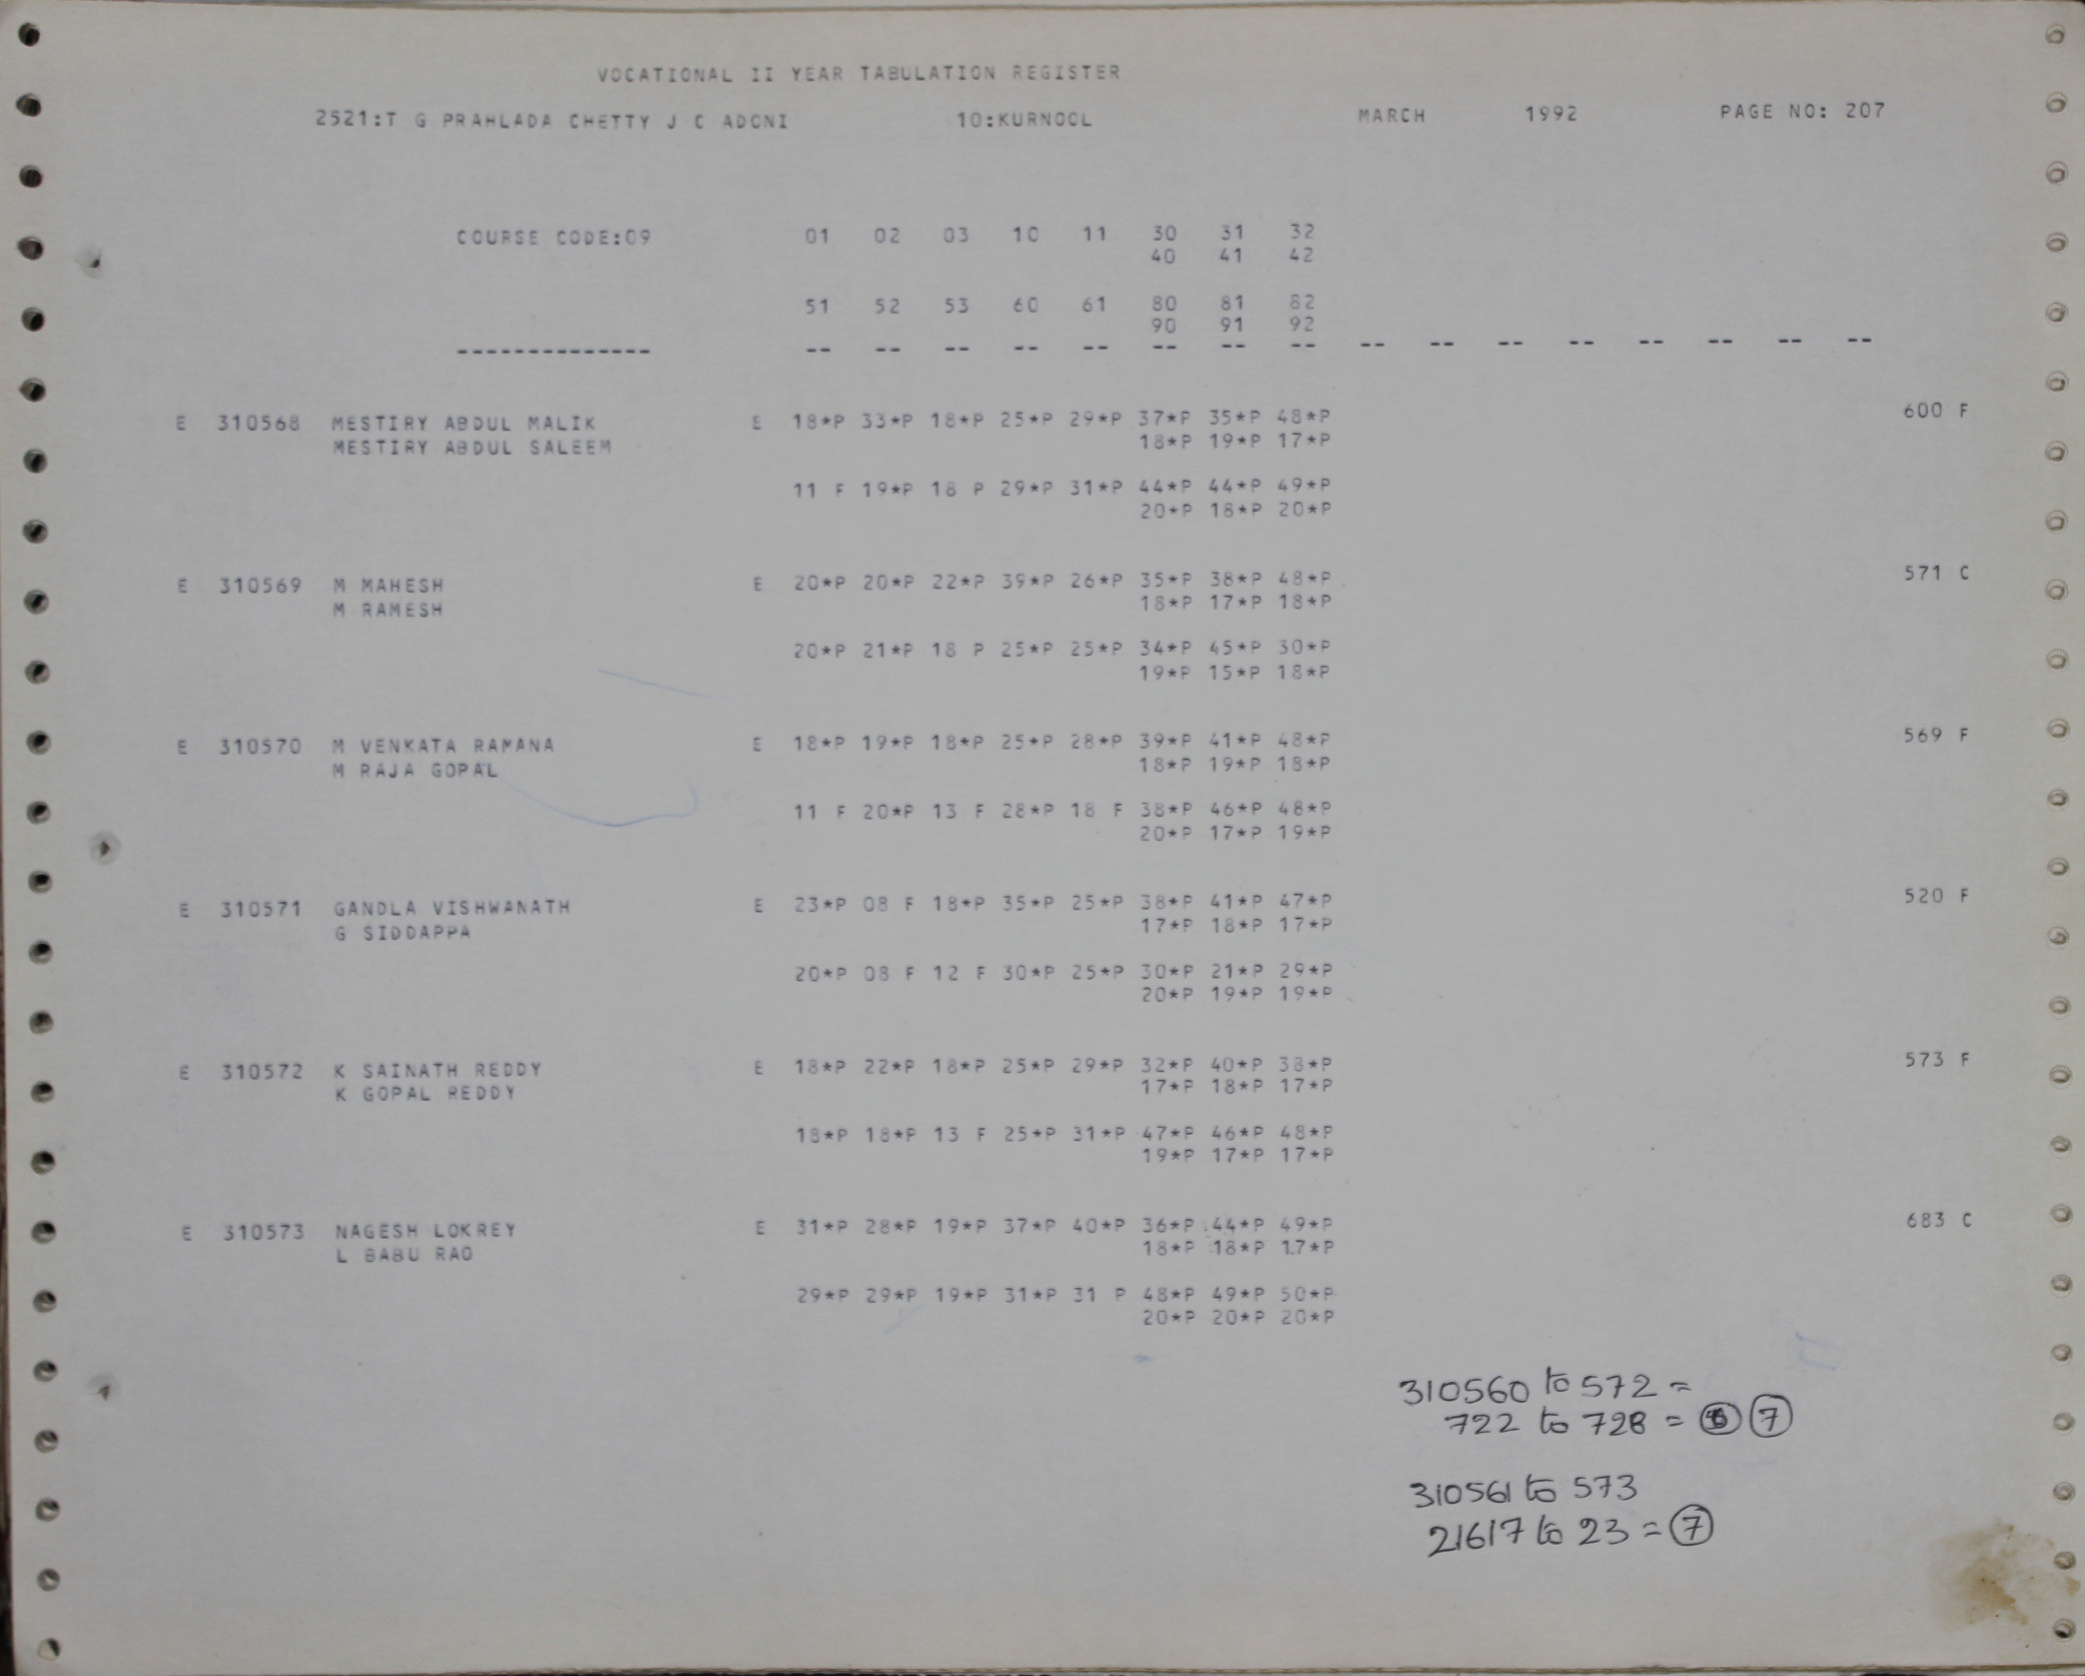 VOCATIONAL II YEAR TABULATION REGISTER
2521:T G PRAHLADA CHETTY J C ADONI 10:KURNOOL MARCH 1992 PAGE NO: 207
COURSE CODE:09 01 02 03 10 11 30 31 32
40 41 42
51 52 53 60 61 80 81 82
90 91 92
-------------- -- -- -- -- -- -- -- -- -- -- -- -- -- -- -- --
E 310568 MESTIRY ABDUL MALIK E 18*P 33*P 18*P 25*P 29*P 37*P 35*P 48*P 600 F
MESTIRY ABDUL SALEEM 18*P 19*P 17*P
11 F 19*P 18 P 29*P 31*P 44*P 44*P 49*P
20*P 18*P 20*P
E 310569 M MAHESH E 20*P 20*P 22*P 39*P 26*P 35*P 38*P 48*P 571 C
M RAMESH 18*P 17*P 18*P
20*P 21*P 18 P 25*P 25*P 34*P 45*P 30*P
19*P 15*P 18*P
E 310570 M VENKATA RAMANA E 18*P 19*P 18*P 25*P 28*P 39*P 41*P 48*P 569 F
M RAJA GOPAL 18*P 19*P 18*P
11 F 20*P 13 F 28*P 18 F 38*P 46*P 48*P
20*P 17*P 19*P
E 310571 GANDLA VISHWANATH E 23*P 08 F 18*P 35*P 25*P 38*P 41*P 47*P 520 F
G SIDDAPPA 17*P 18*P 17*P
20*P 08 F 12 F 30*P 25*P 30*P 21*P 29*P
20*P 19*P 19*P
E 310572 K SAINATH REDDY E 18*P 22*P 18*P 25*P 29*P 32*P 40*P 38*P 573 F
K GOPAL REDDY 17*P 18*P 17*P
18*P 18*P 13 F 25*P 31*P 47*P 46*P 48*P
19*P 17*P 17*P
E 310573 NAGESH LOKREY E 31*P 28*P 19*P 37*P 40*P 36*P 44*P 49*P 683 C
L BABU RAO 18*P 18*P 17*P
29*P 29*P 19*P 31*P 31 P 48*P 49*P 50*P
20*P 20*P 20*P
310560 to 572 =
722 to 728 = 7
310561 to 573
21617 to 23 = 7